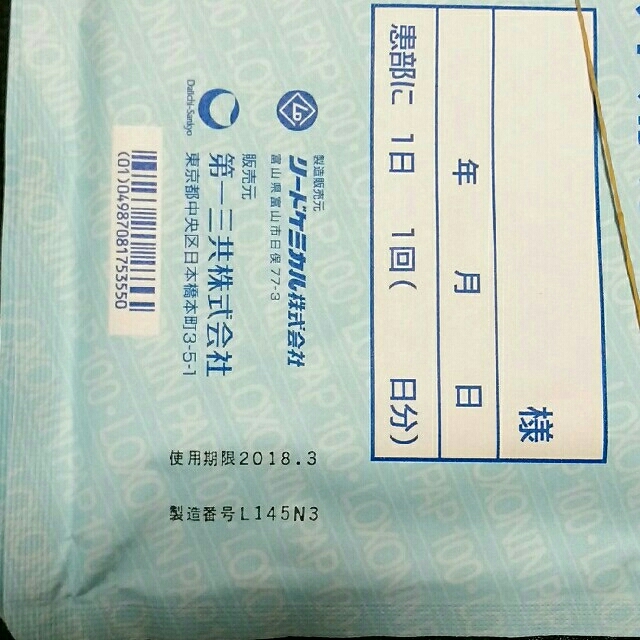 様
年 月 日
患部に 1日 1回( 日分)
製造販売元
リードケミカル株式会社
富山県富山市日俣77-3
販売元
第一三共株式会社
東京都中央区日本橋本町3-5-1
Daiichi-Sankyo
(01)04987081753550
使用期限2018.3
製造番号L145N3
LOXONIN PAP 100